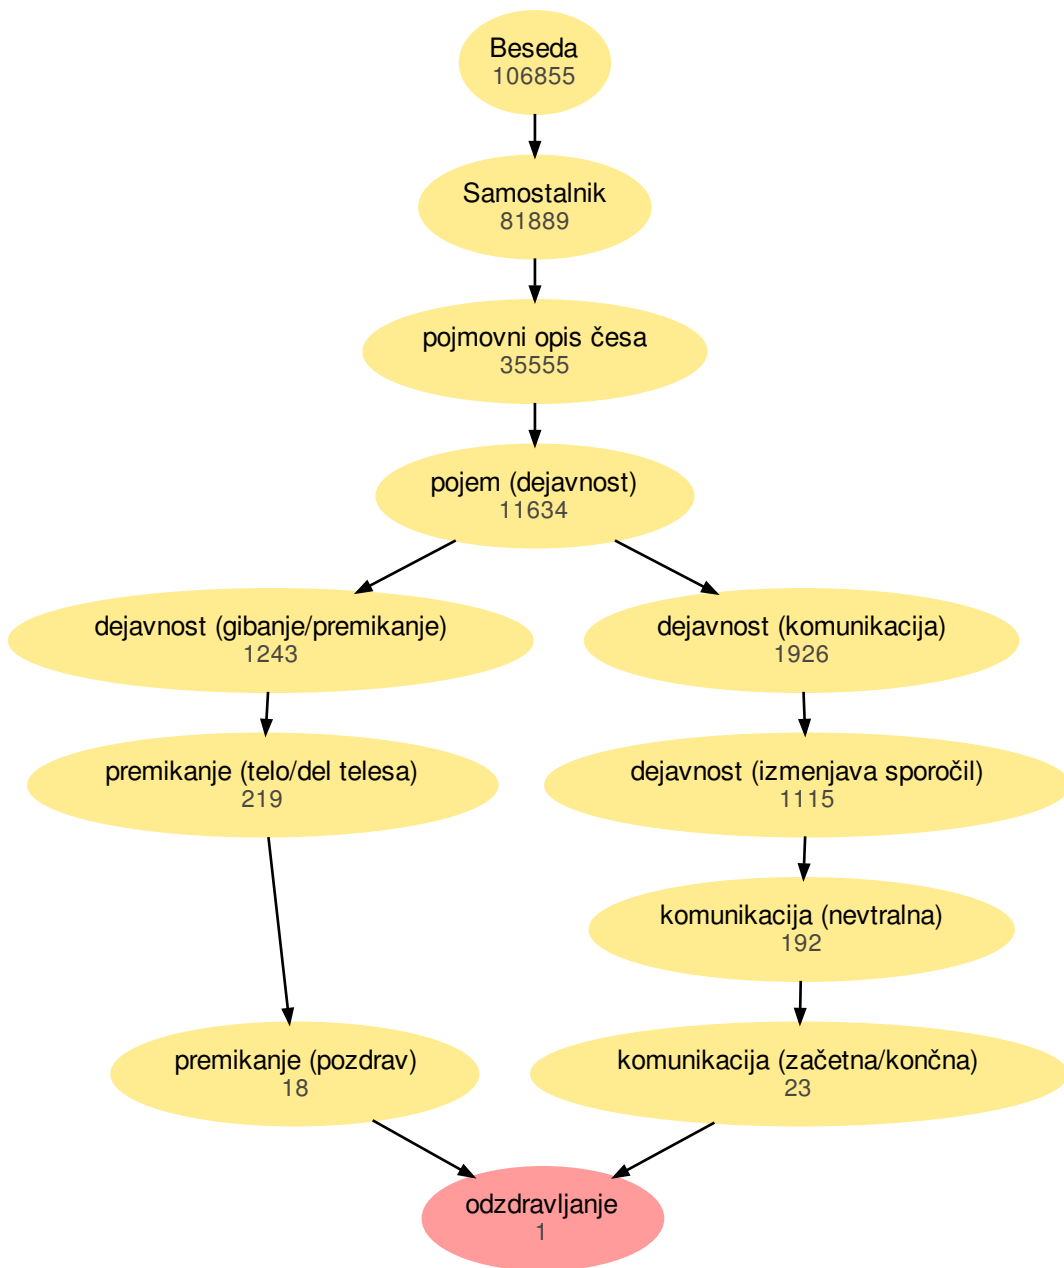 Beseda
106855
Samostalnik
81889
pojmovni opis česa
35555
pojem (dejavnost)
11634
dejavnost (gibanje/premikanje)
1243
dejavnost (komunikacija)
1926
premikanje (telo/del telesa)
219
dejavnost (izmenjava sporočil)
1115
komunikacija (nevtralna)
192
premikanje (pozdrav)
18
komunikacija (začetna/končna)
23
odzdravljanje
1